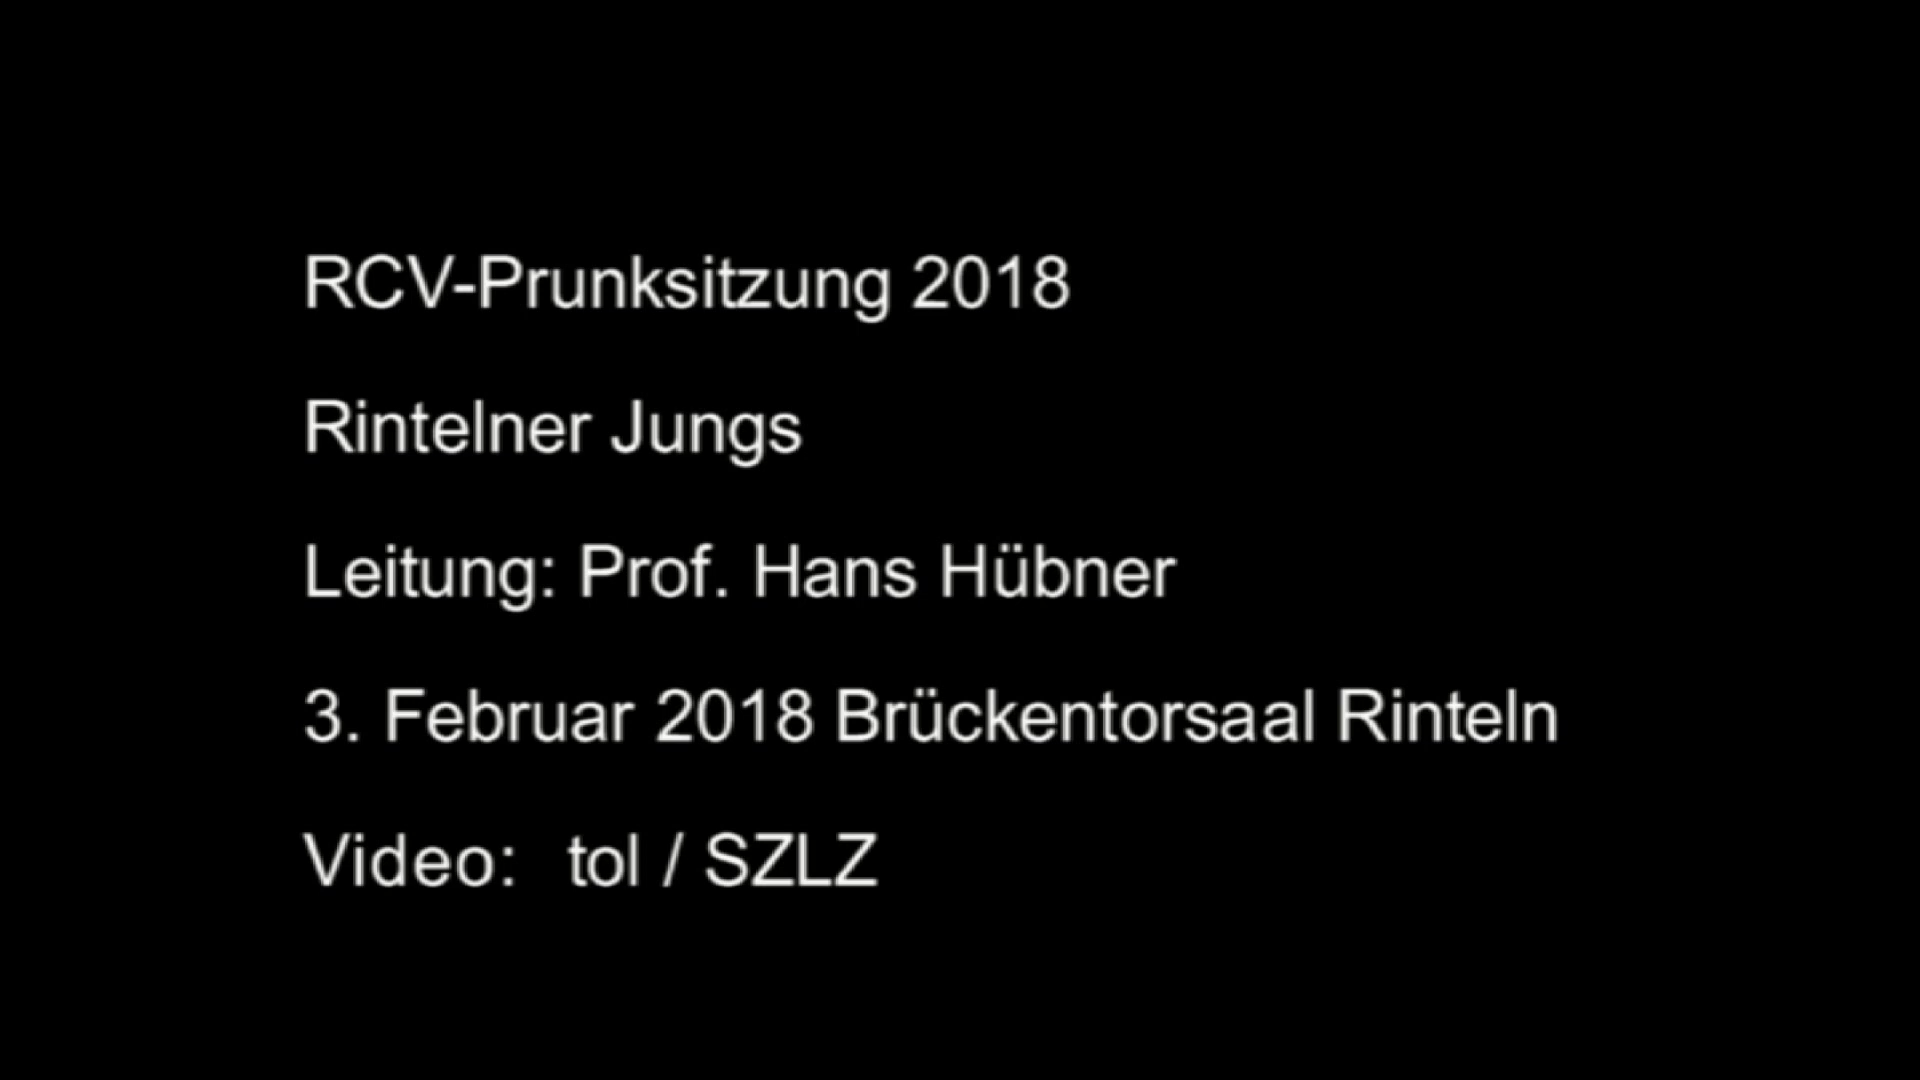 RCV-Prunksitzung 2018
Rintelner Jungs
Leitung: Prof. Hans Hübner
3. Februar 2018 Brückentorsaal Rinteln
Video: tol / SZLZ